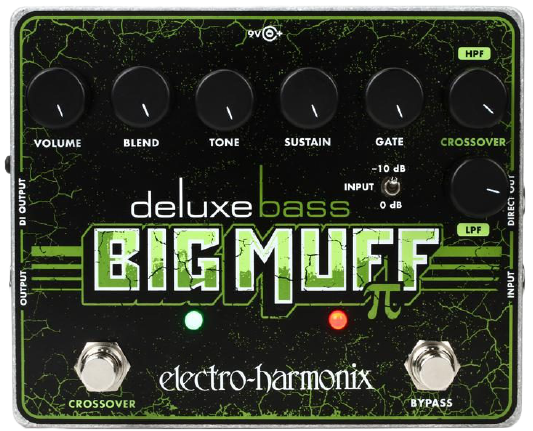 9V +
HPF
VOLUME BLEND TONE SUSTAIN GATE CROSSOVER
-10 dB
INPUT
0 dB
DI OUTPUT
DIRECT OUT
deluxe bass
LPF
BIG MUFF
π
OUTPUT
INPUT
electro-harmonix
CROSSOVER BYPASS